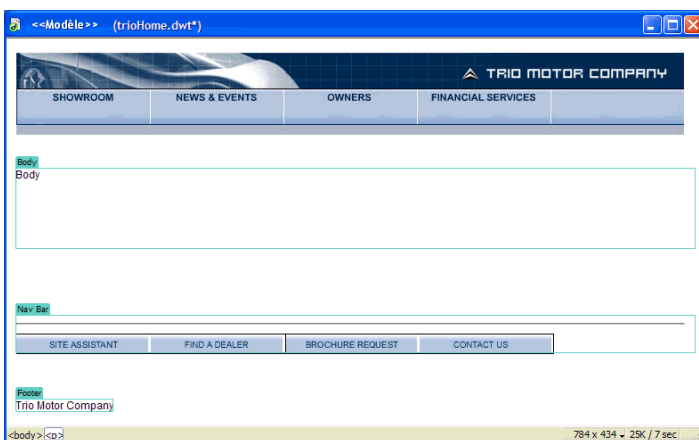 <<Modèle>> (trioHome.dwt*)
TRIO MOTOR COMPANY
SHOWROOM NEWS & EVENTS OWNERS FINANCIAL SERVICES
Body
Body
Nav Bar
SITE ASSISTANT FIND A DEALER BROCHURE REQUEST CONTACT US
Footer
Trio Motor Company
<body> <p> 784 x 434 25K / 7 sec